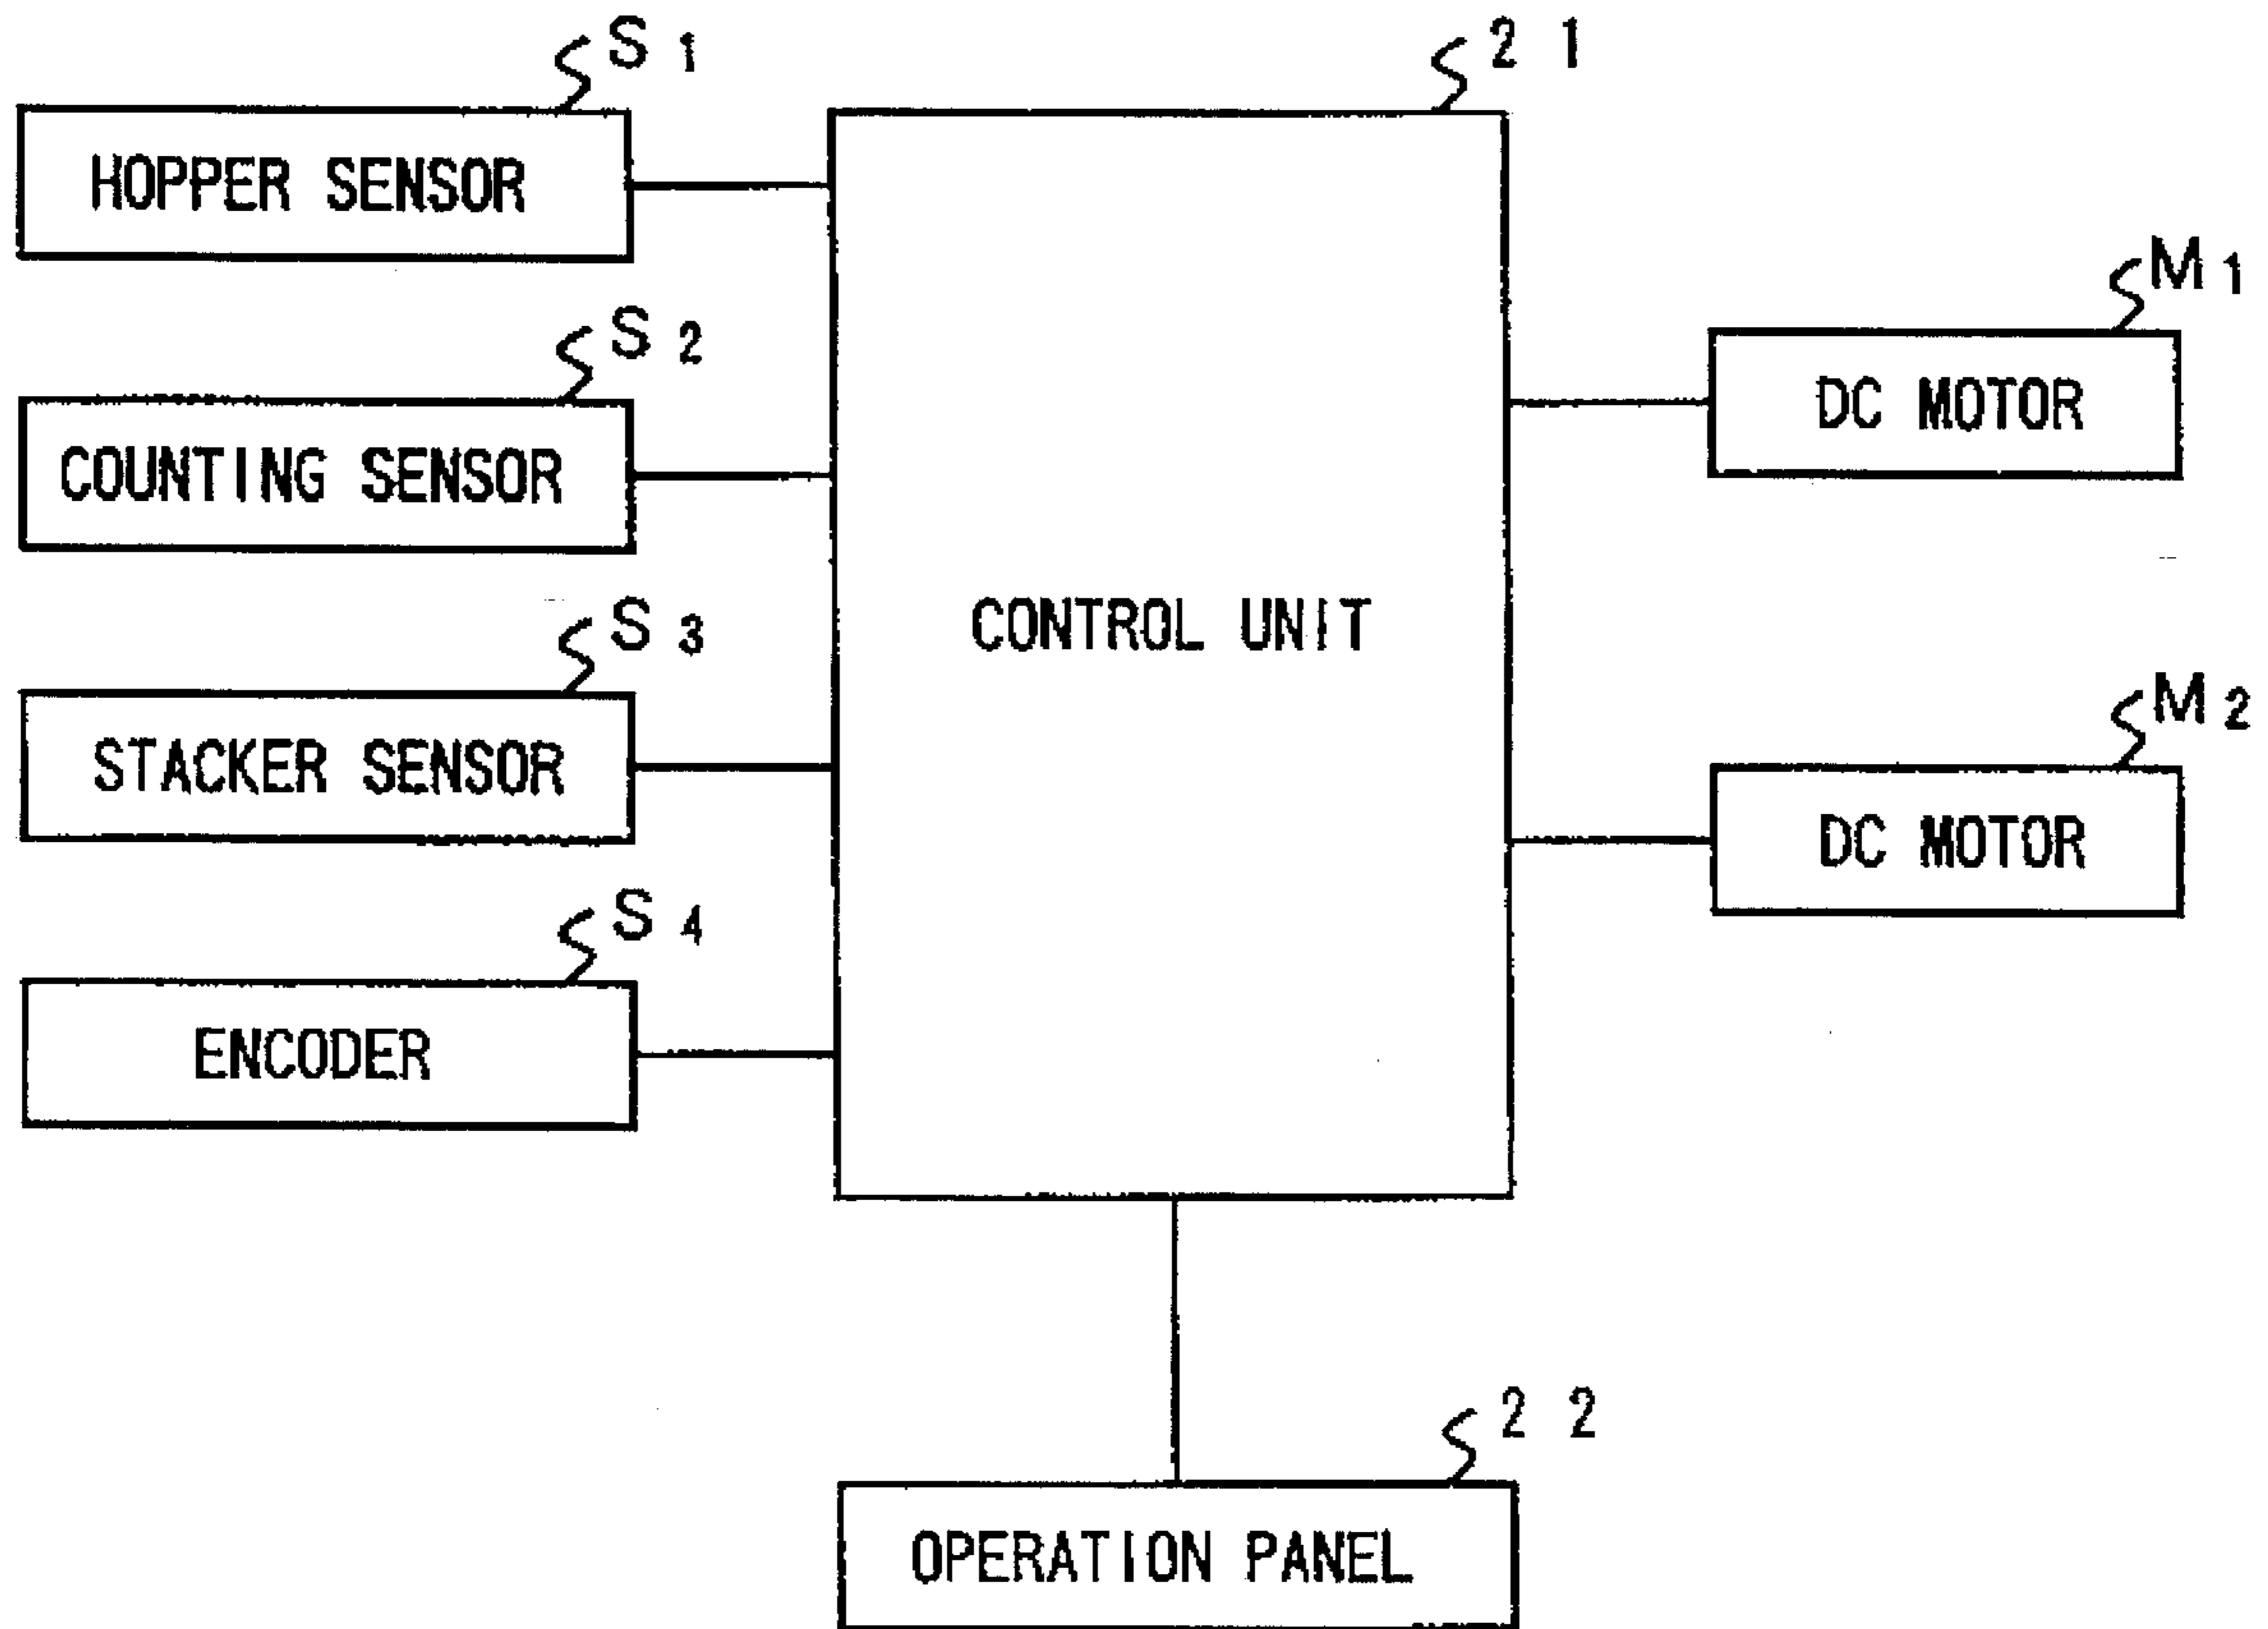 S1
HOPPER SENSOR
S2
COUNTING SENSOR
S3
STACKER SENSOR
S4
ENCODER
21
CONTROL UNIT
M1
DC MOTOR
M2
DC MOTOR
22
OPERATION PANEL